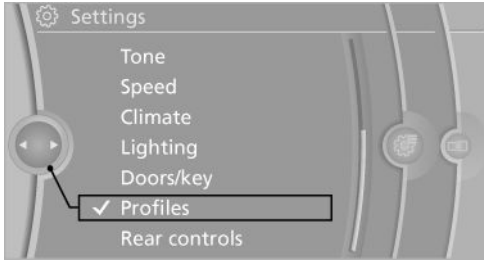 Settings
Tone
Speed
Climate
Lighting
Doors/key
Profiles
Rear controls